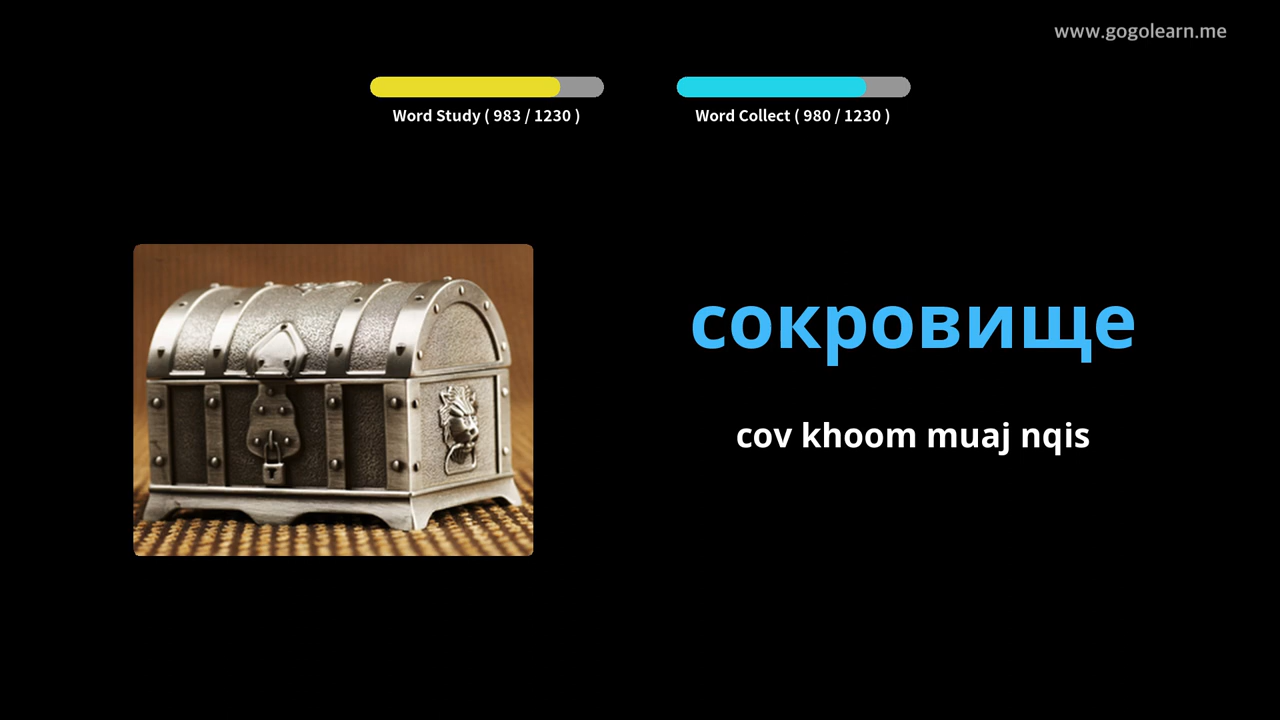 www.gogolearn.me
Word Study ( 983 / 1230 )
Word Collect ( 980 / 1230 )
сокровище
cov khoom muaj nqis